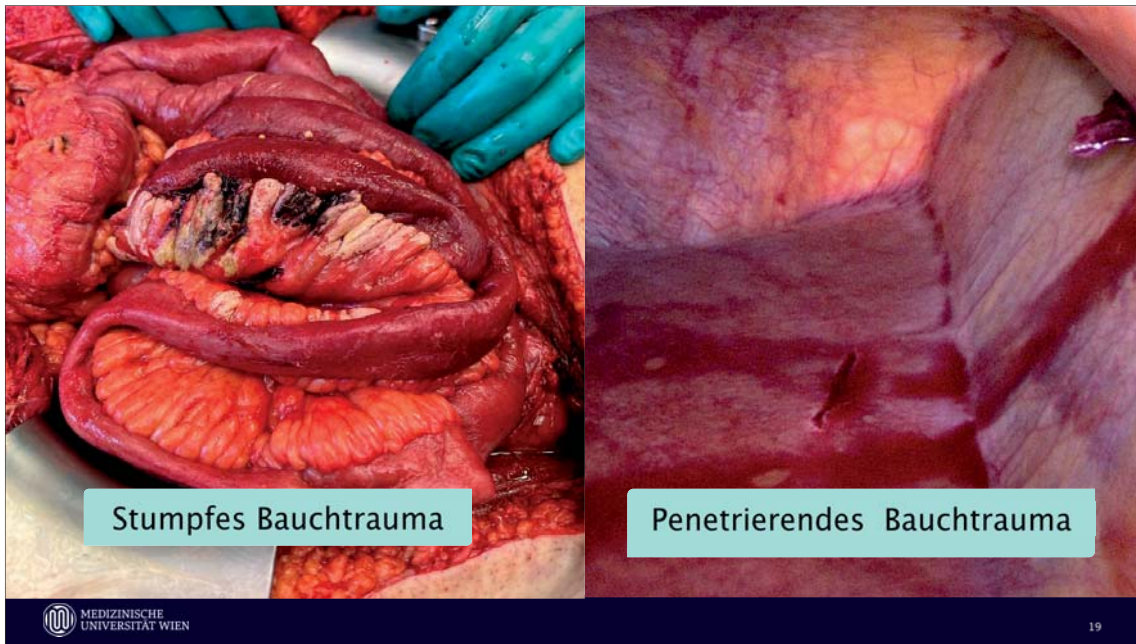 Stumpfes Bauchtrauma
Penetrierendes Bauchtrauma
MEDIZINISCHE
UNIVERSITÄT WIEN
19